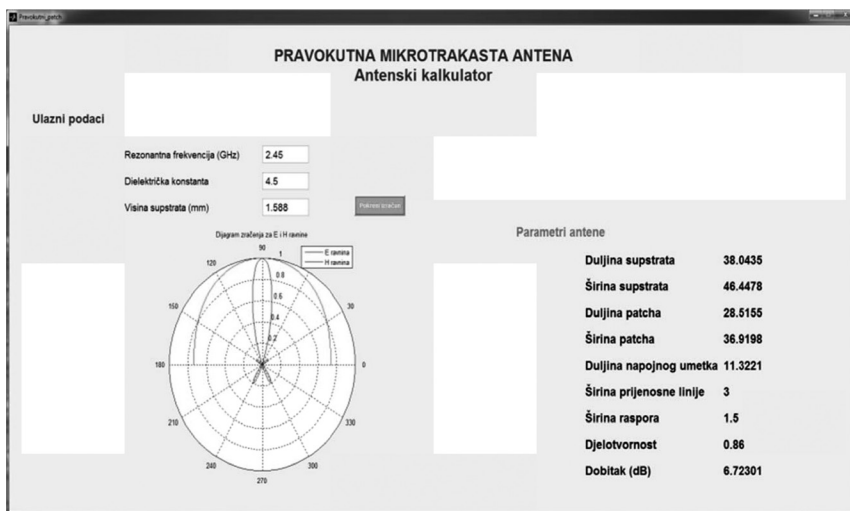 Pravokutni_patch
PRAVOKUTNA MIKROTRAKASTA ANTENA
Antenski kalkulator
Ulazni podaci
Rezonantna frekvencija (GHz) 2.45
Dielektrička konstanta 4.5
Visina supstrata (mm) 1.588
Pokreni izračun
Dijagram zračenja za E i H ravnine
E ravnina
H ravnina
90
1
120
0.8
0.6
150
30
0.4
0.2
180
0
210
330
240
300
270
Parametri antene
Duljina supstrata 38.0435
Širina supstrata 46.4478
Duljina patcha 28.5155
Širina patcha 36.9198
Duljina napojnog umetka 11.3221
Širina prijenosne linije 3
Širina raspora 1.5
Djelotvornost 0.86
Dobitak (dB) 6.72301